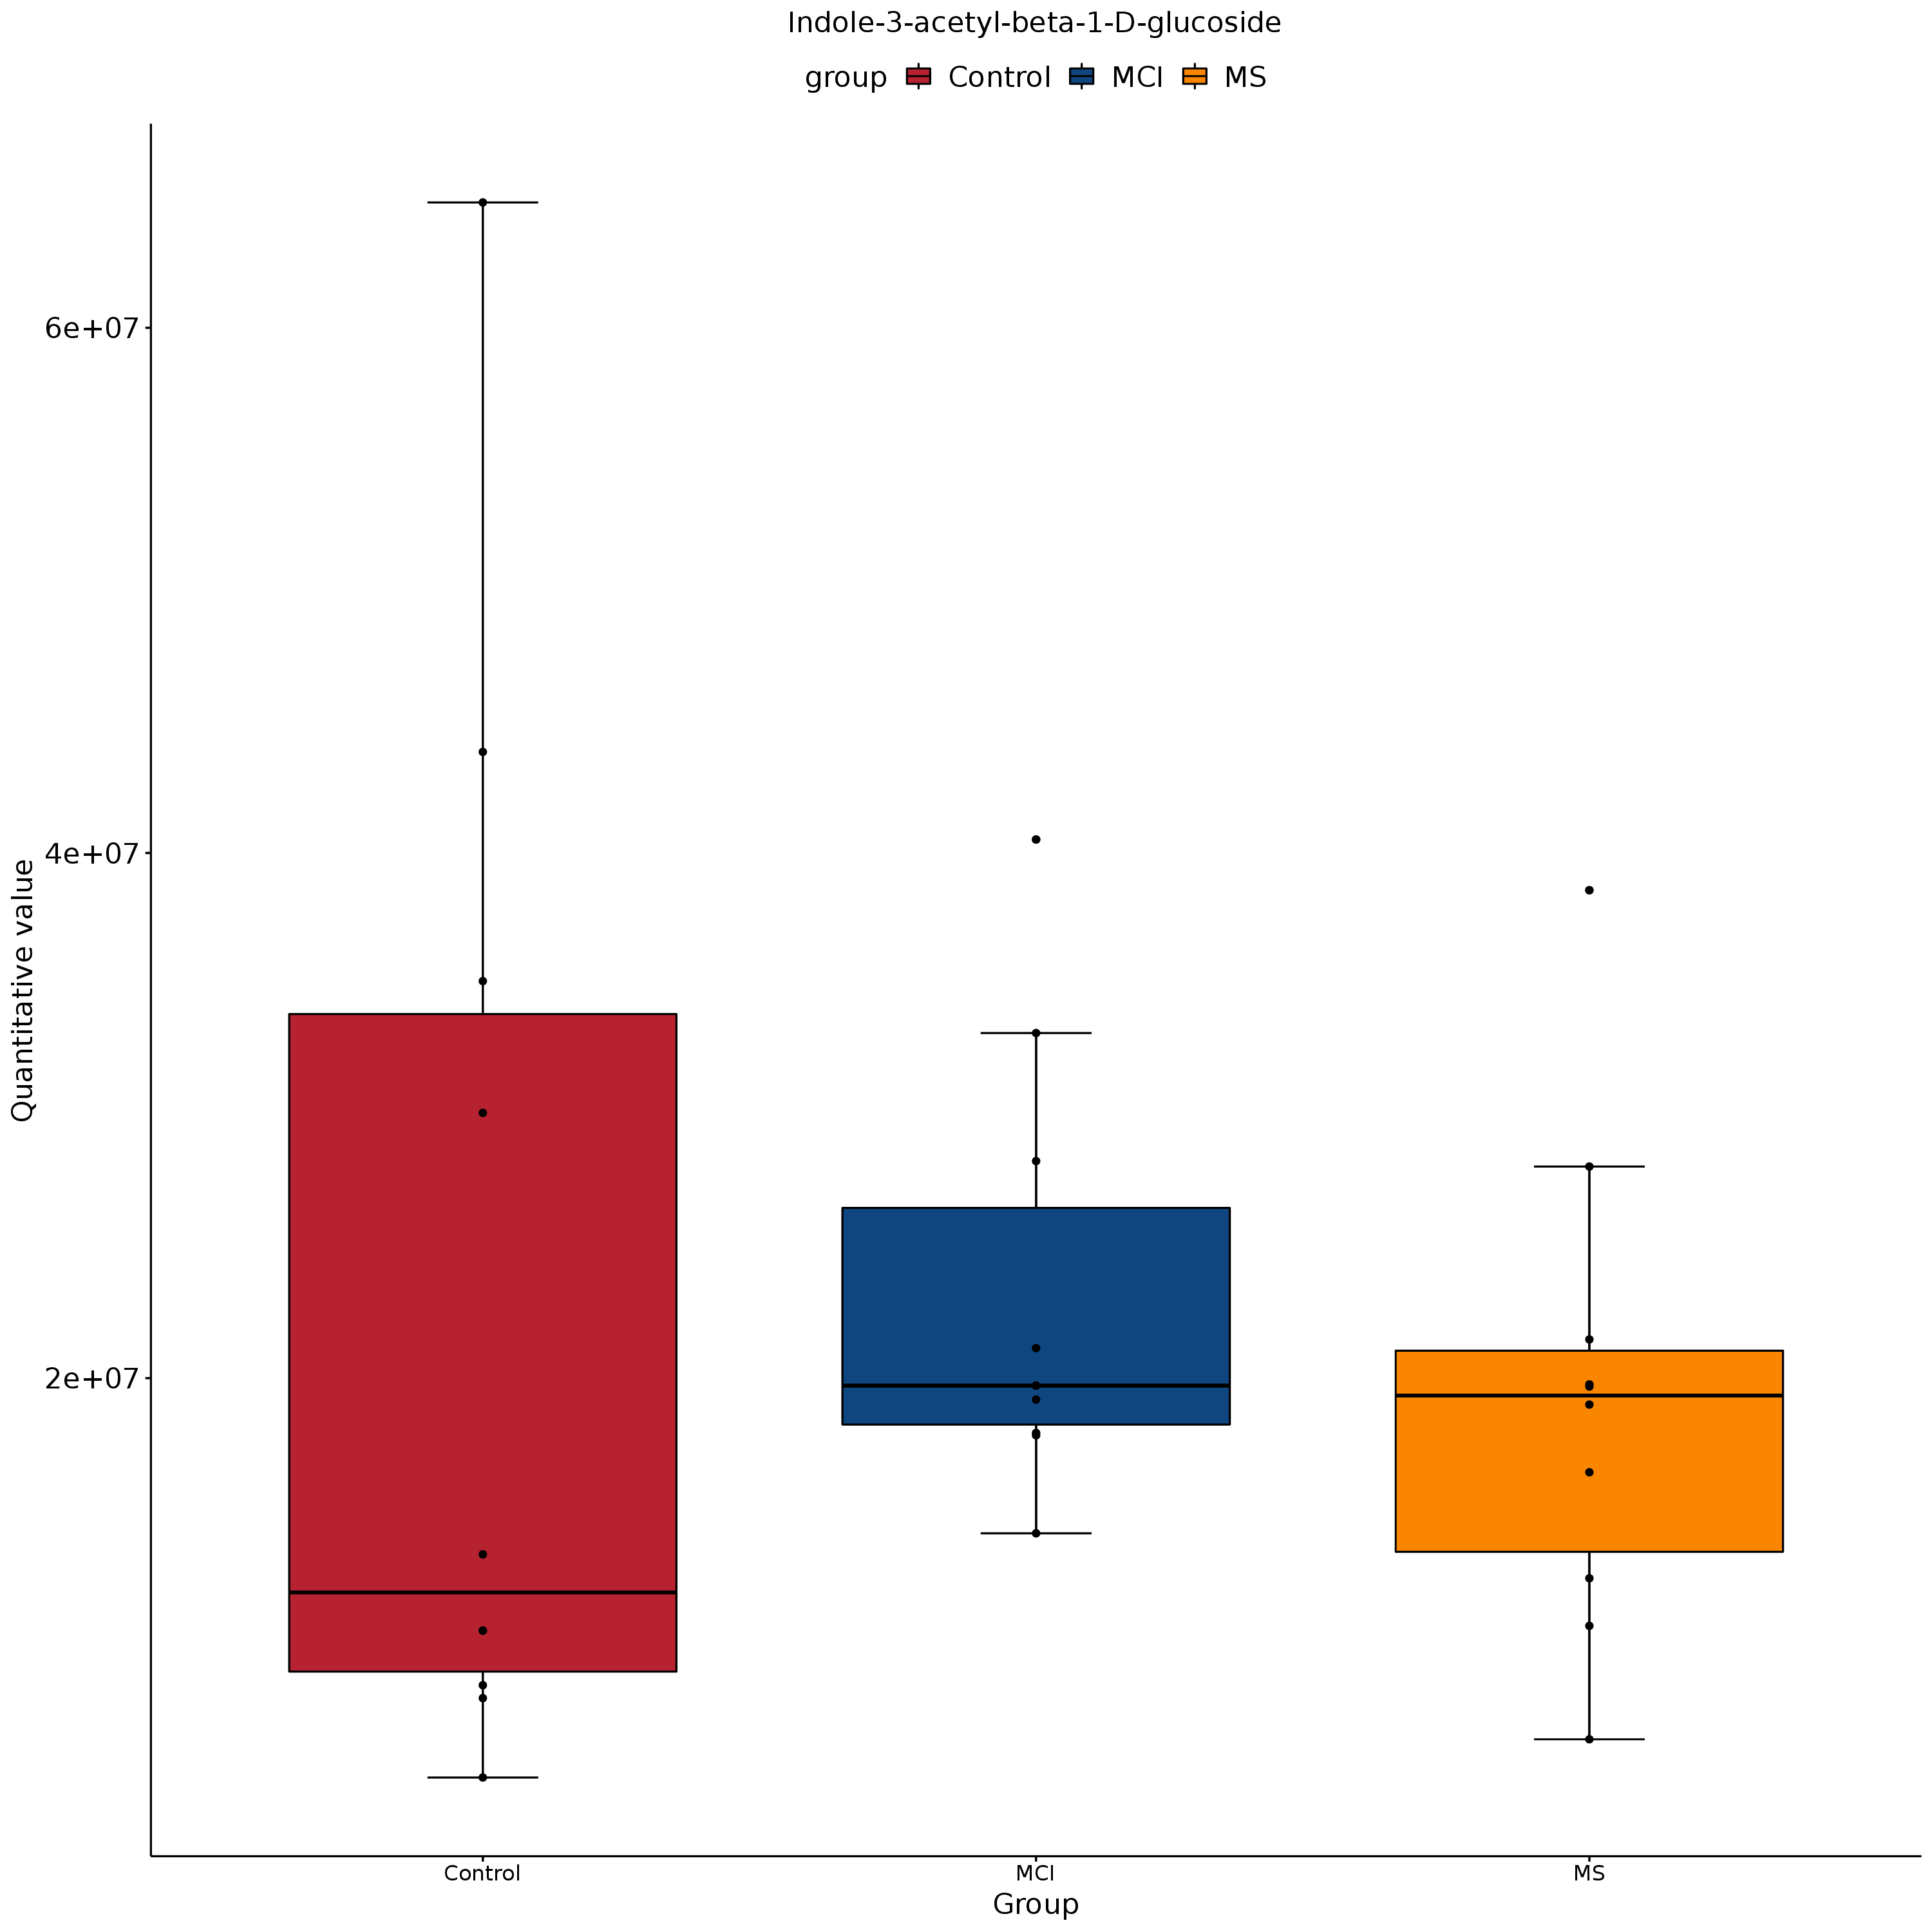 Indole-3-acetyl-beta-1-D-glucoside
group Control MCI MS
6e+07
4e+07
2e+07
Quantitative value
Control MCI MS
Group